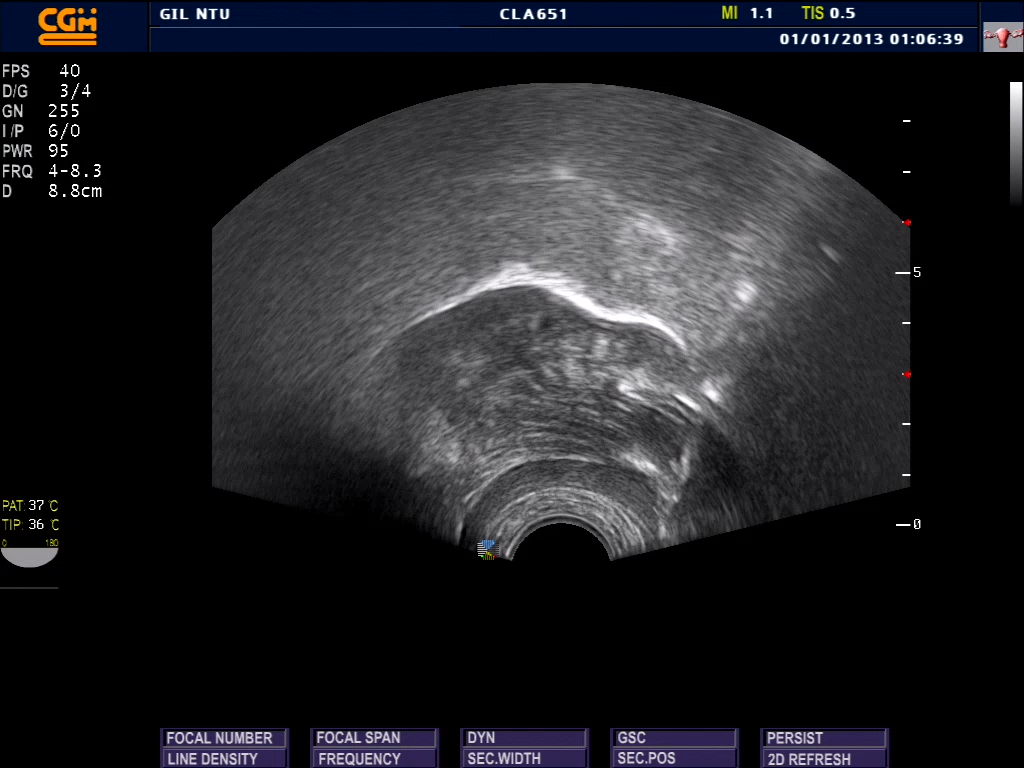 CGM
GIL NTU CLA651 MI 1.1 TIS 0.5
01/01/2013 01:06:39
FPS 40
D/G 3/4
GN 255
I/P 6/0
PWR 95
FRQ 4-8.3
D 8.8cm
5
PAT: 37 °C
TIP: 36 °C
0 180
0
FOCAL NUMBER FOCAL SPAN DYN GSC PERSIST
LINE DENSITY FREQUENCY SEC.WIDTH SEC.POS 2D REFRESH